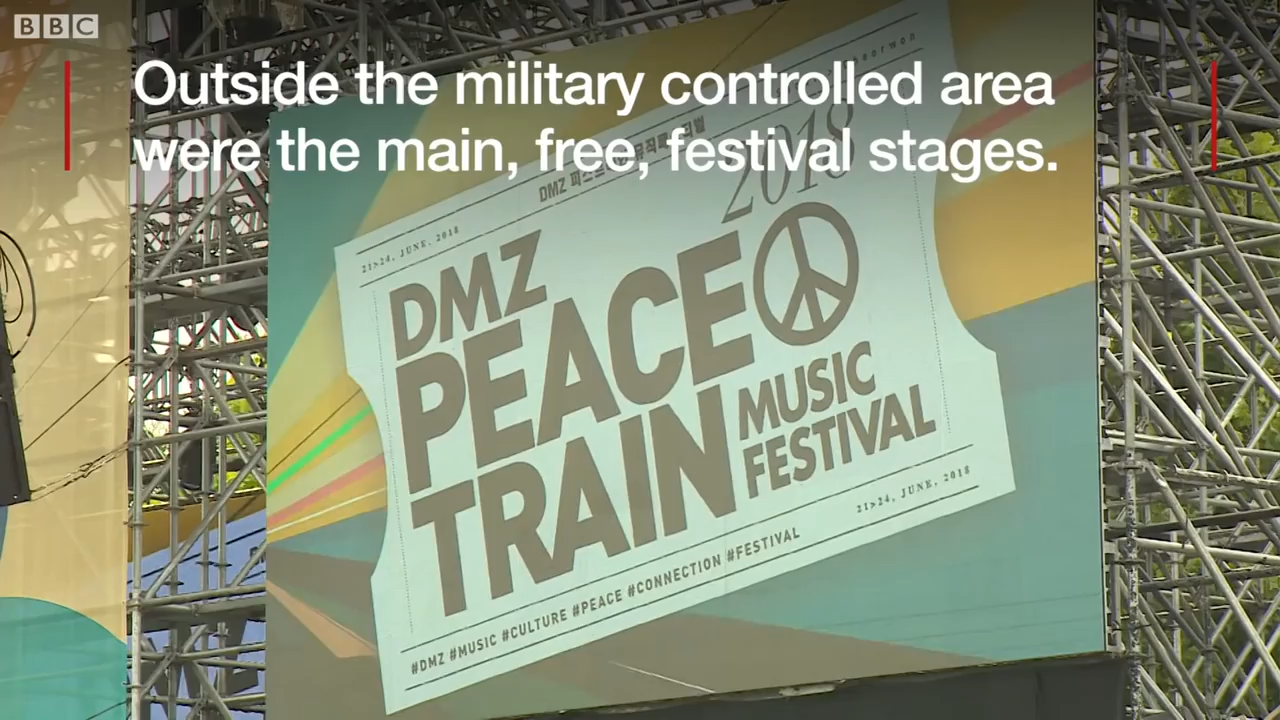 BBC
Outside the military controlled area
were the main, free, festival stages.
DMZ
2018
21>24, JUNE, 2018
DMZ
PEACE
TRAIN
MUSIC
FESTIVAL
21>24, JUNE, 2018
#DMZ #MUSIC #CULTURE #PEACE #CONNECTION #FESTIVAL